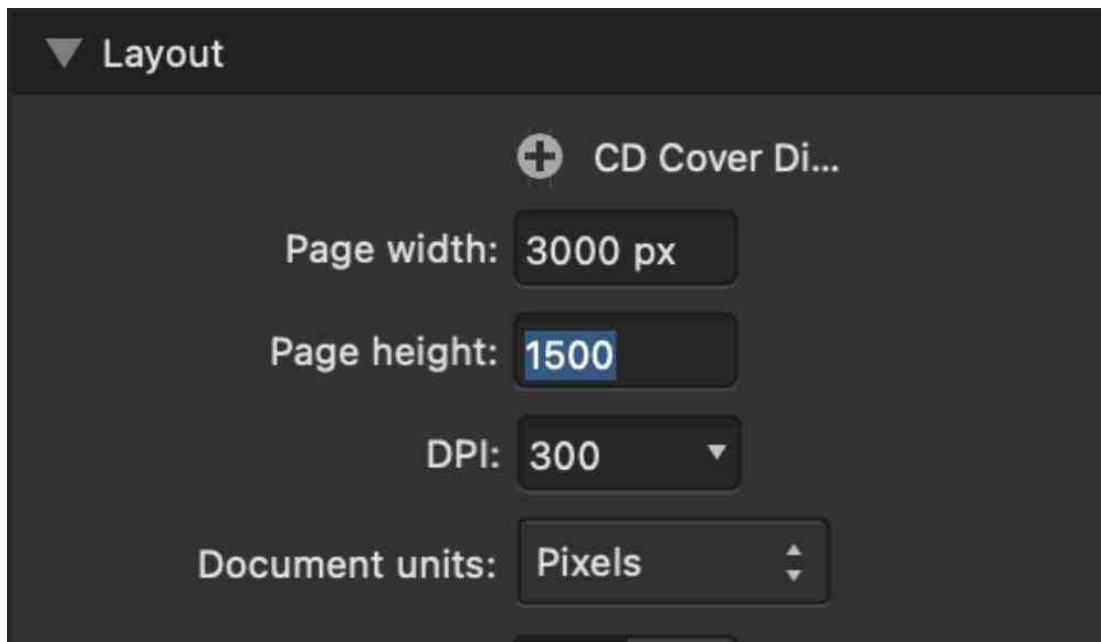 Layout
CD Cover Di...
Page width: 3000 px
Page height: 1500
DPI: 300
Document units: Pixels